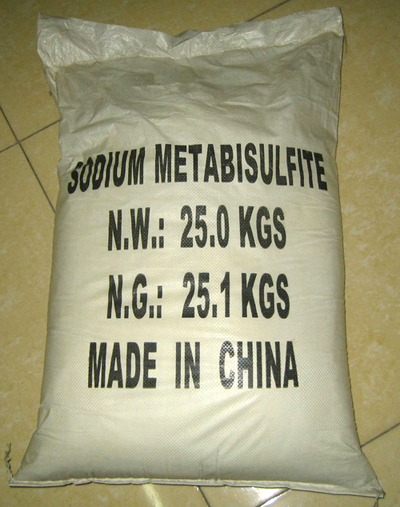 SODIUM METABISULFITE
N.W.: 25.0 KGS
N.G.: 25.1 KGS
MADE IN CHINA